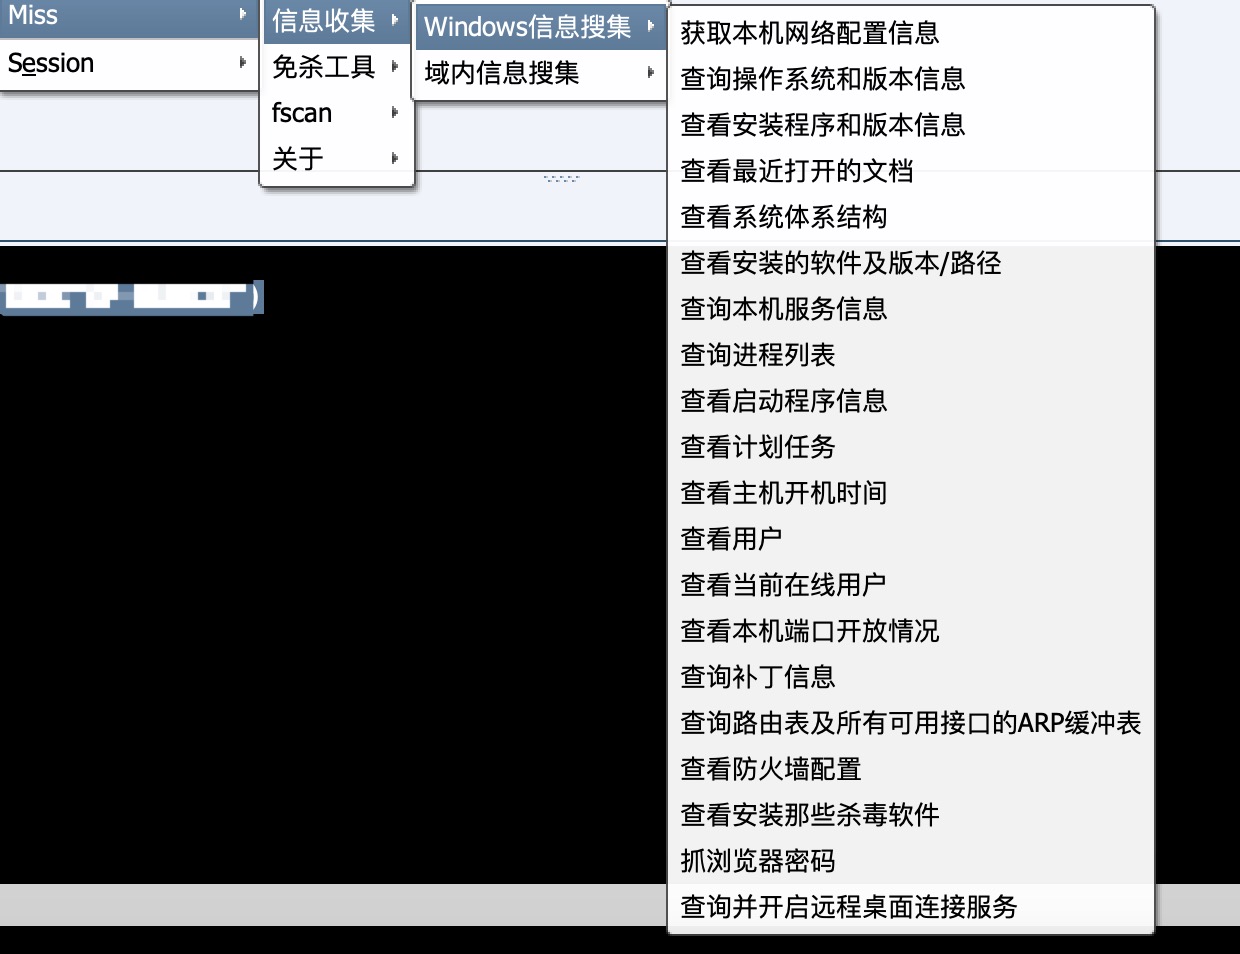 Miss
Session
信息收集
免杀工具
fscan
关于
Windows信息搜集
域内信息搜集
获取本机网络配置信息
查询操作系统和版本信息
查看安装程序和版本信息
查看最近打开的文档
查看系统体系结构
查看安装的软件及版本/路径
查询本机服务信息
查询进程列表
查看启动程序信息
查看计划任务
查看主机开机时间
查看用户
查看当前在线用户
查看本机端口开放情况
查询补丁信息
查询路由表及所有可用接口的ARP缓冲表
查看防火墙配置
查看安装那些杀毒软件
抓浏览器密码
查询并开启远程桌面连接服务